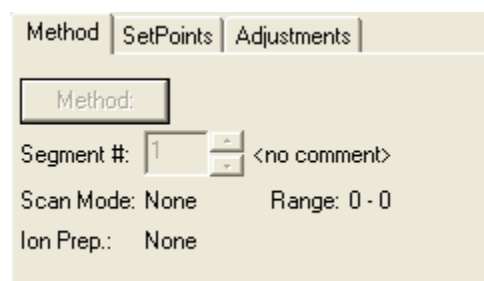 Method SetPoints Adjustments
Method:
Segment #: 1 <no comment>
Scan Mode: None Range: 0 - 0
Ion Prep.: None